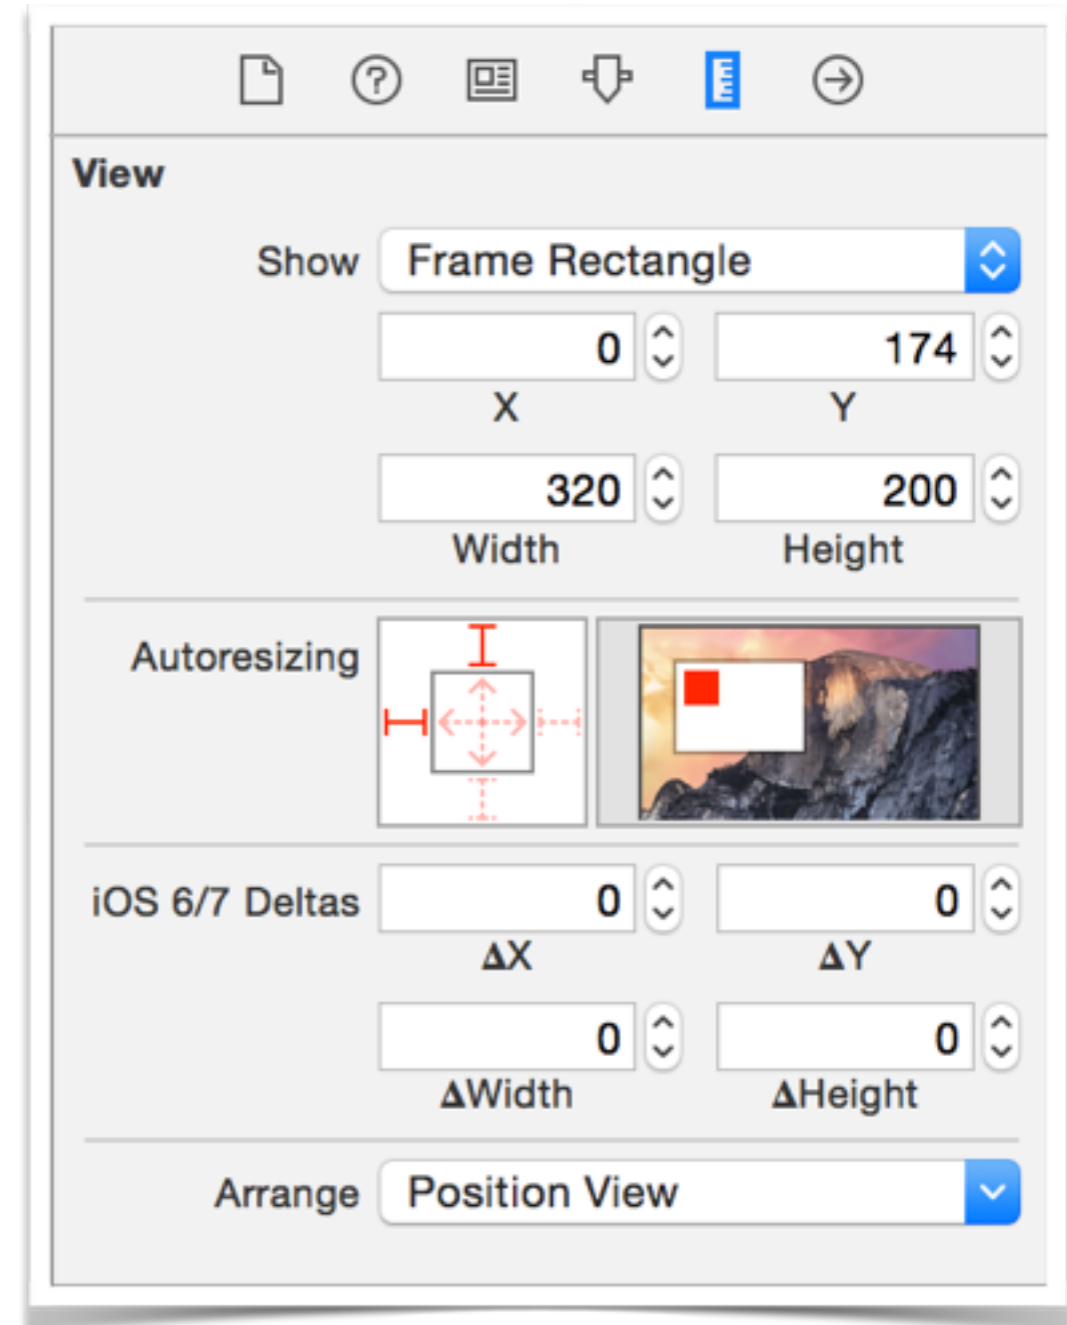 View
Show Frame Rectangle
0 174
X Y
320 200
Width Height
Autoresizing
iOS 6/7 Deltas 0 0
ΔX ΔY
0 0
ΔWidth ΔHeight
Arrange Position View